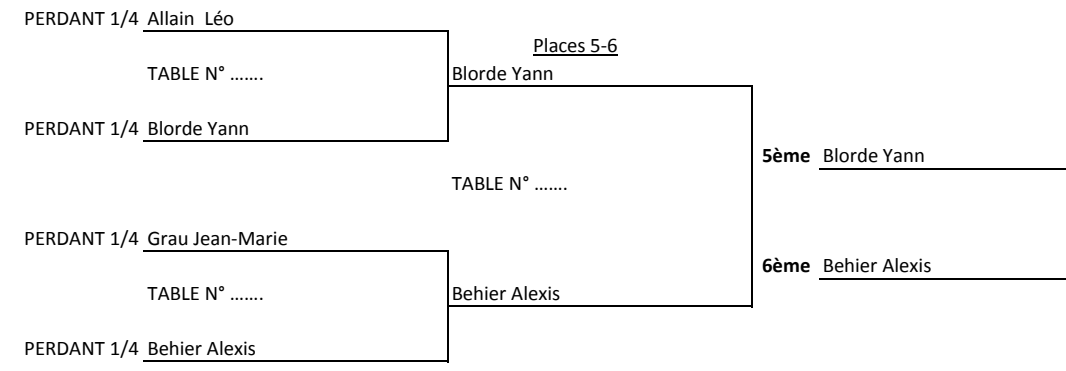 PERDANT 1/4 Allain Léo
Places 5-6
TABLE N° .......
Blorde Yann
PERDANT 1/4 Blorde Yann
5ème Blorde Yann
TABLE N° .......
PERDANT 1/4 Grau Jean-Marie
6ème Behier Alexis
TABLE N° .......
Behier Alexis
PERDANT 1/4 Behier Alexis